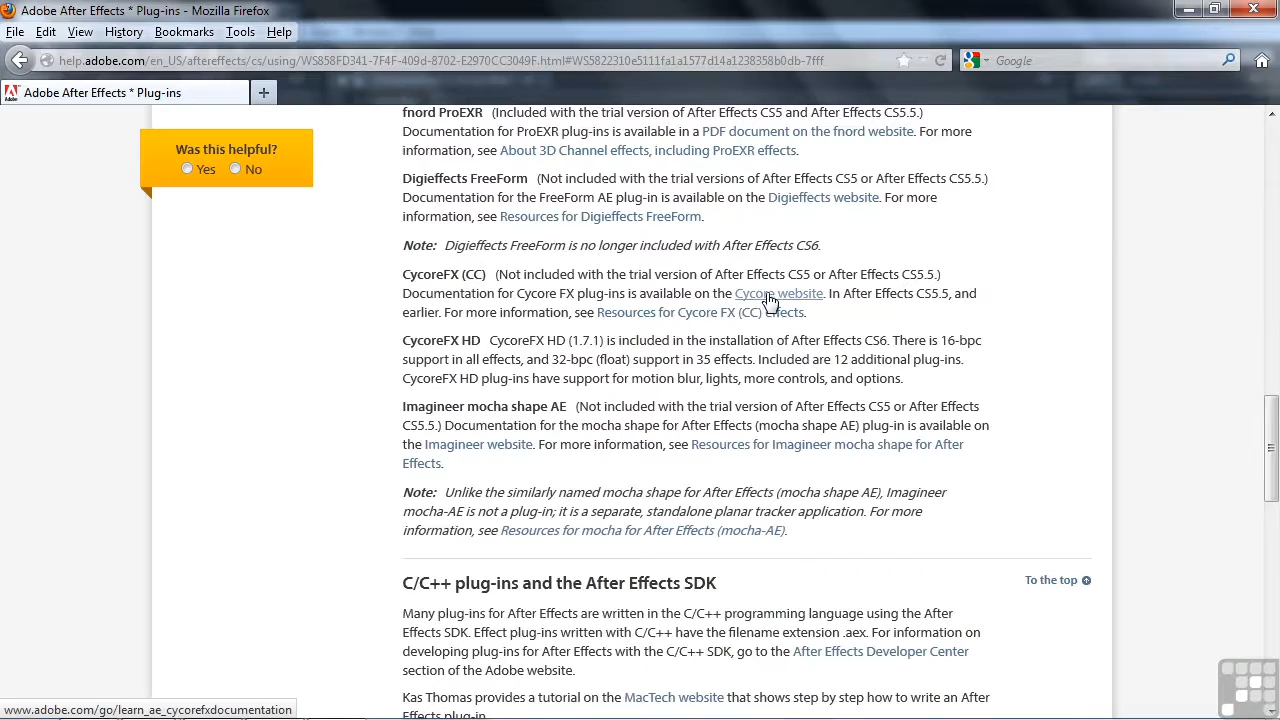 Adobe After Effects * Plug-ins - Mozilla Firefox
File Edit View History Bookmarks Tools Help
Google
Adobe After Effects * Plug-ins
fnord ProEXR (Included with the trial version of After Effects CS5 and After Effects CS5.5.)
Documentation for ProEXR plug-ins is available in a PDF document on the fnord website. For more
information, see About 3D Channel effects, including ProEXR effects.
Was this helpful?
Yes No
Digieffects FreeForm (Not included with the trial versions of After Effects CS5 or After Effects CS5.5.)
Documentation for the FreeForm AE plug-in is available on the Digieffects website. For more
information, see Resources for Digieffects FreeForm.
Note: Digieffects FreeForm is no longer included with After Effects CS6.
CycoreFX (CC) (Not included with the trial version of After Effects CS5 or After Effects CS5.5.)
Documentation for Cycore FX plug-ins is available on the Cycore website. In After Effects CS5.5, and
earlier. For more information, see Resources for Cycore FX (CC) effects.
CycoreFX HD CycoreFX HD (1.7.1) is included in the installation of After Effects CS6. There is 16-bpc
support in all effects, and 32-bpc (float) support in 35 effects. Included are 12 additional plug-ins.
CycoreFX HD plug-ins have support for motion blur, lights, more controls, and options.
Imagineer mocha shape AE (Not included with the trial version of After Effects CS5 or After Effects
CS5.5.) Documentation for the mocha shape for After Effects (mocha shape AE) plug-in is available on
the Imagineer website. For more information, see Resources for Imagineer mocha shape for After
Effects.
Note: Unlike the similarly named mocha shape for After Effects (mocha shape AE), Imagineer
mocha-AE is not a plug-in; it is a separate, standalone planar tracker application. For more
information, see Resources for mocha for After Effects (mocha-AE).
C/C++ plug-ins and the After Effects SDK
To the top
Many plug-ins for After Effects are written in the C/C++ programming language using the After
Effects SDK. Effect plug-ins written with C/C++ have the filename extension .aex. For information on
developing plug-ins for After Effects with the C/C++ SDK, go to the After Effects Developer Center
section of the Adobe website.
Kas Thomas provides a tutorial on the MacTech website that shows step by step how to write an After
Effects plug-in.
www.adobe.com/go/learn_ae_cycorefxdocumentation